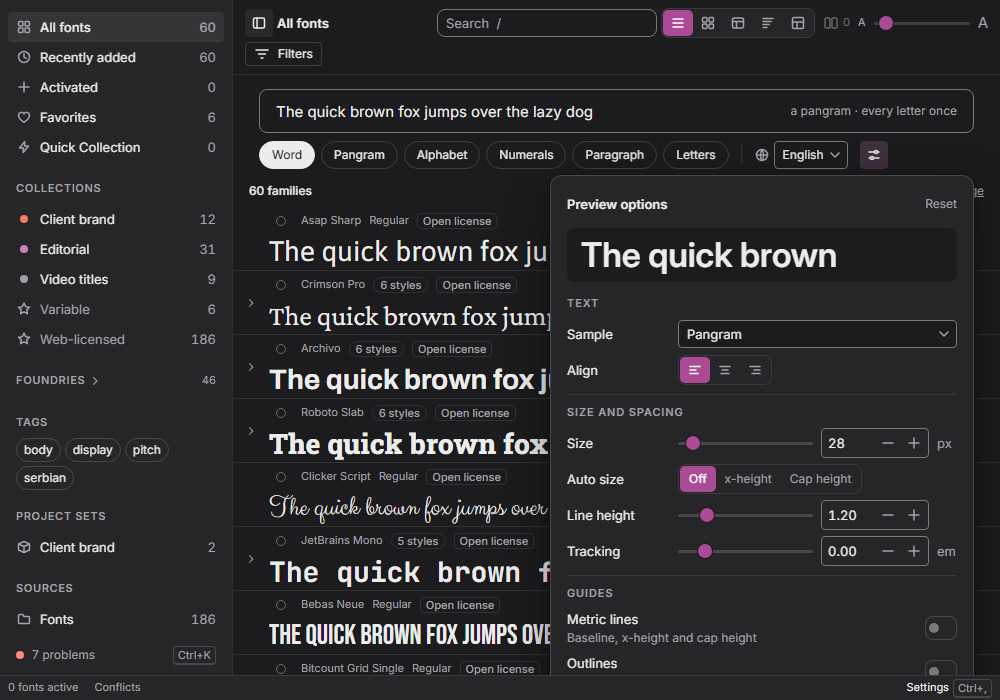 All fonts 60
Recently added 60
Activated 0
Favorites 6
Quick Collection 0
COLLECTIONS
Client brand 12
Editorial 31
Video titles 9
Variable 6
Web-licensed 186
FOUNDRIES 46
TAGS
body display pitch
serbian
PROJECT SETS
Client brand 2
SOURCES
Fonts 186
7 problems Ctrl+K
All fonts
Search /
0 A A
Filters
The quick brown fox jumps over the lazy dog a pangram · every letter once
Word Pangram Alphabet Numerals Paragraph Letters English
60 families
Asap Sharp Regular Open license
The quick brown fox ju
Crimson Pro 6 styles Open license
The quick brown fox jump
Archivo 6 styles Open license
The quick brown fox ju
Roboto Slab 6 styles Open license
The quick brown fox
Clicker Script Regular Open license
The quick brown fox jumps over
JetBrains Mono 5 styles Open license
The quick brown f
Bebas Neue Regular Open license
THE QUICK BROWN FOX JUMPS OVE
Bitcount Grid Single Regular Open license
Preview options Reset
The quick brown
TEXT
Sample Pangram
Align
SIZE AND SPACING
Size 28 px
Auto size Off x-height Cap height
Line height 1.20
Tracking 0.00 em
GUIDES
Metric lines
Baseline, x-height and cap height
Outlines
0 fonts active Conflicts Settings Ctrl+,